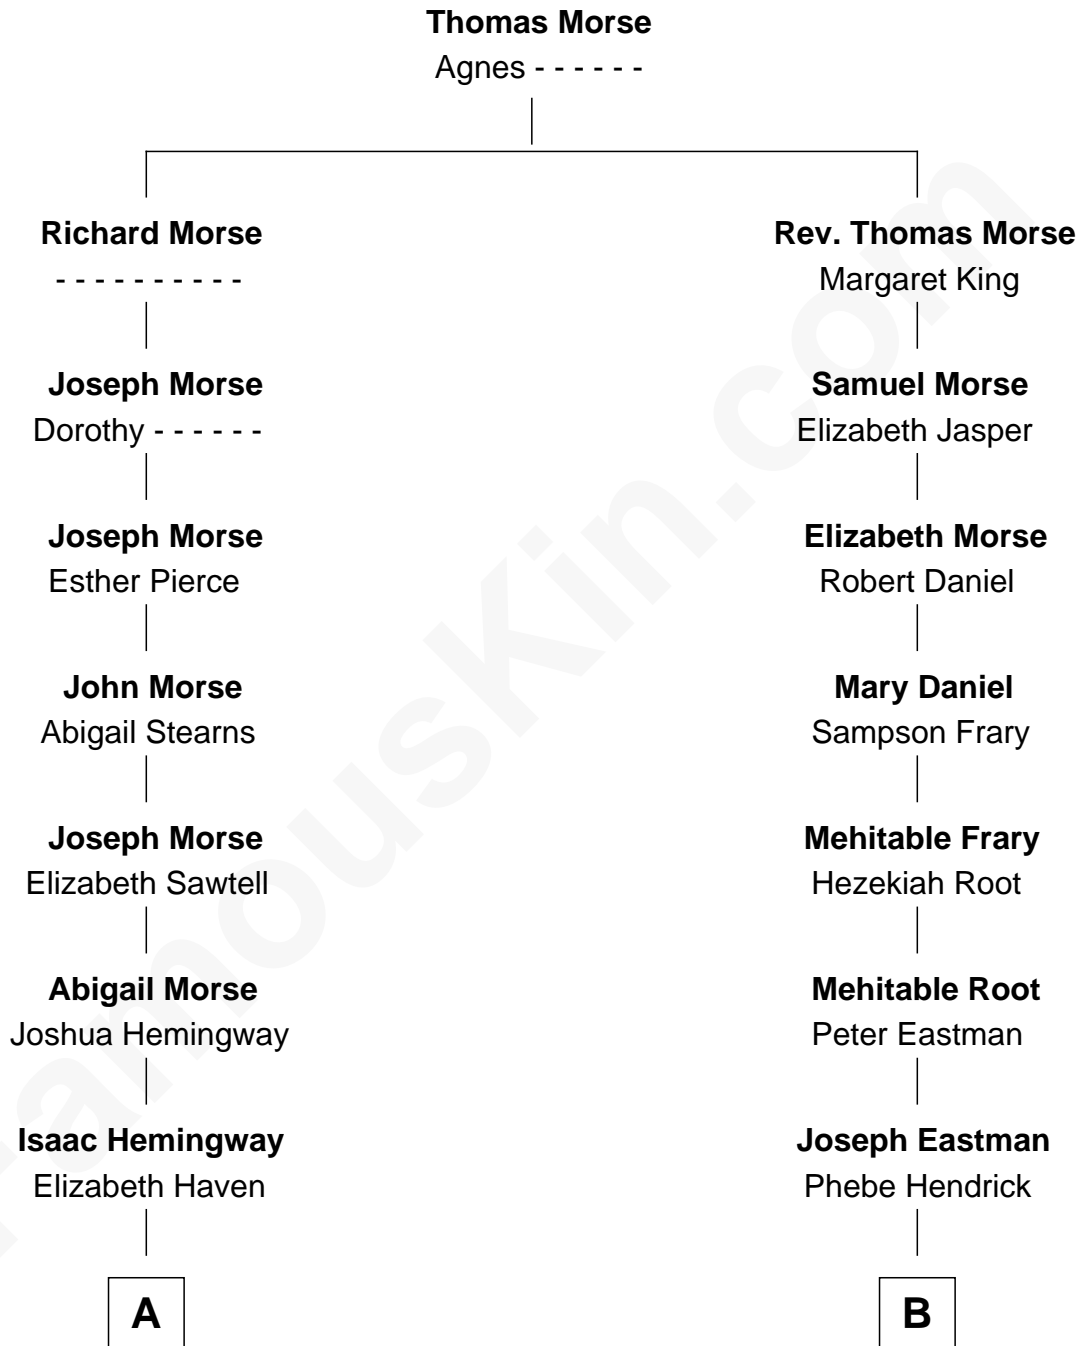 Thomas Morse
Agnes - - - - - -
Richard Morse
- - - - - - - - - -
Joseph Morse
Dorothy - - - - - -
Joseph Morse
Esther Pierce
John Morse
Abigail Stearns
Joseph Morse
Elizabeth Sawtell
Abigail Morse
Joshua Hemingway
Isaac Hemingway
Elizabeth Haven
A
Rev. Thomas Morse
Margaret King
Samuel Morse
Elizabeth Jasper
Elizabeth Morse
Robert Daniel
Mary Daniel
Sampson Frary
Mehitable Frary
Hezekiah Root
Mehitable Root
Peter Eastman
Joseph Eastman
Phebe Hendrick
B
FamousKin.com